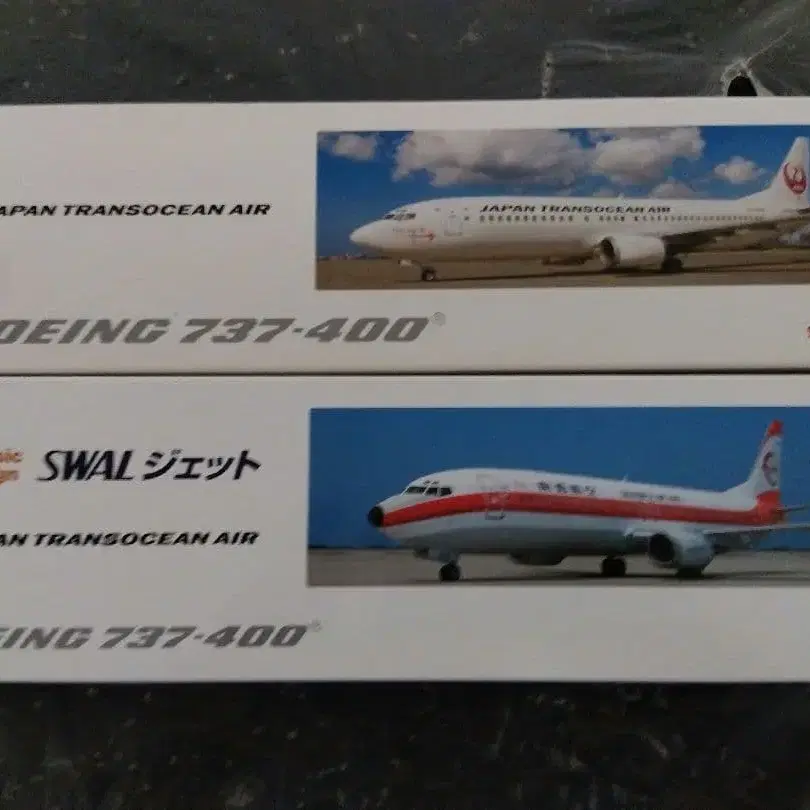 APAN TRANSOCEAN AIR
JAPAN TRANSOCEAN AIR
OEING 737-400®
SWAL ジェット
AN TRANSOCEAN AIR
EING 737-400